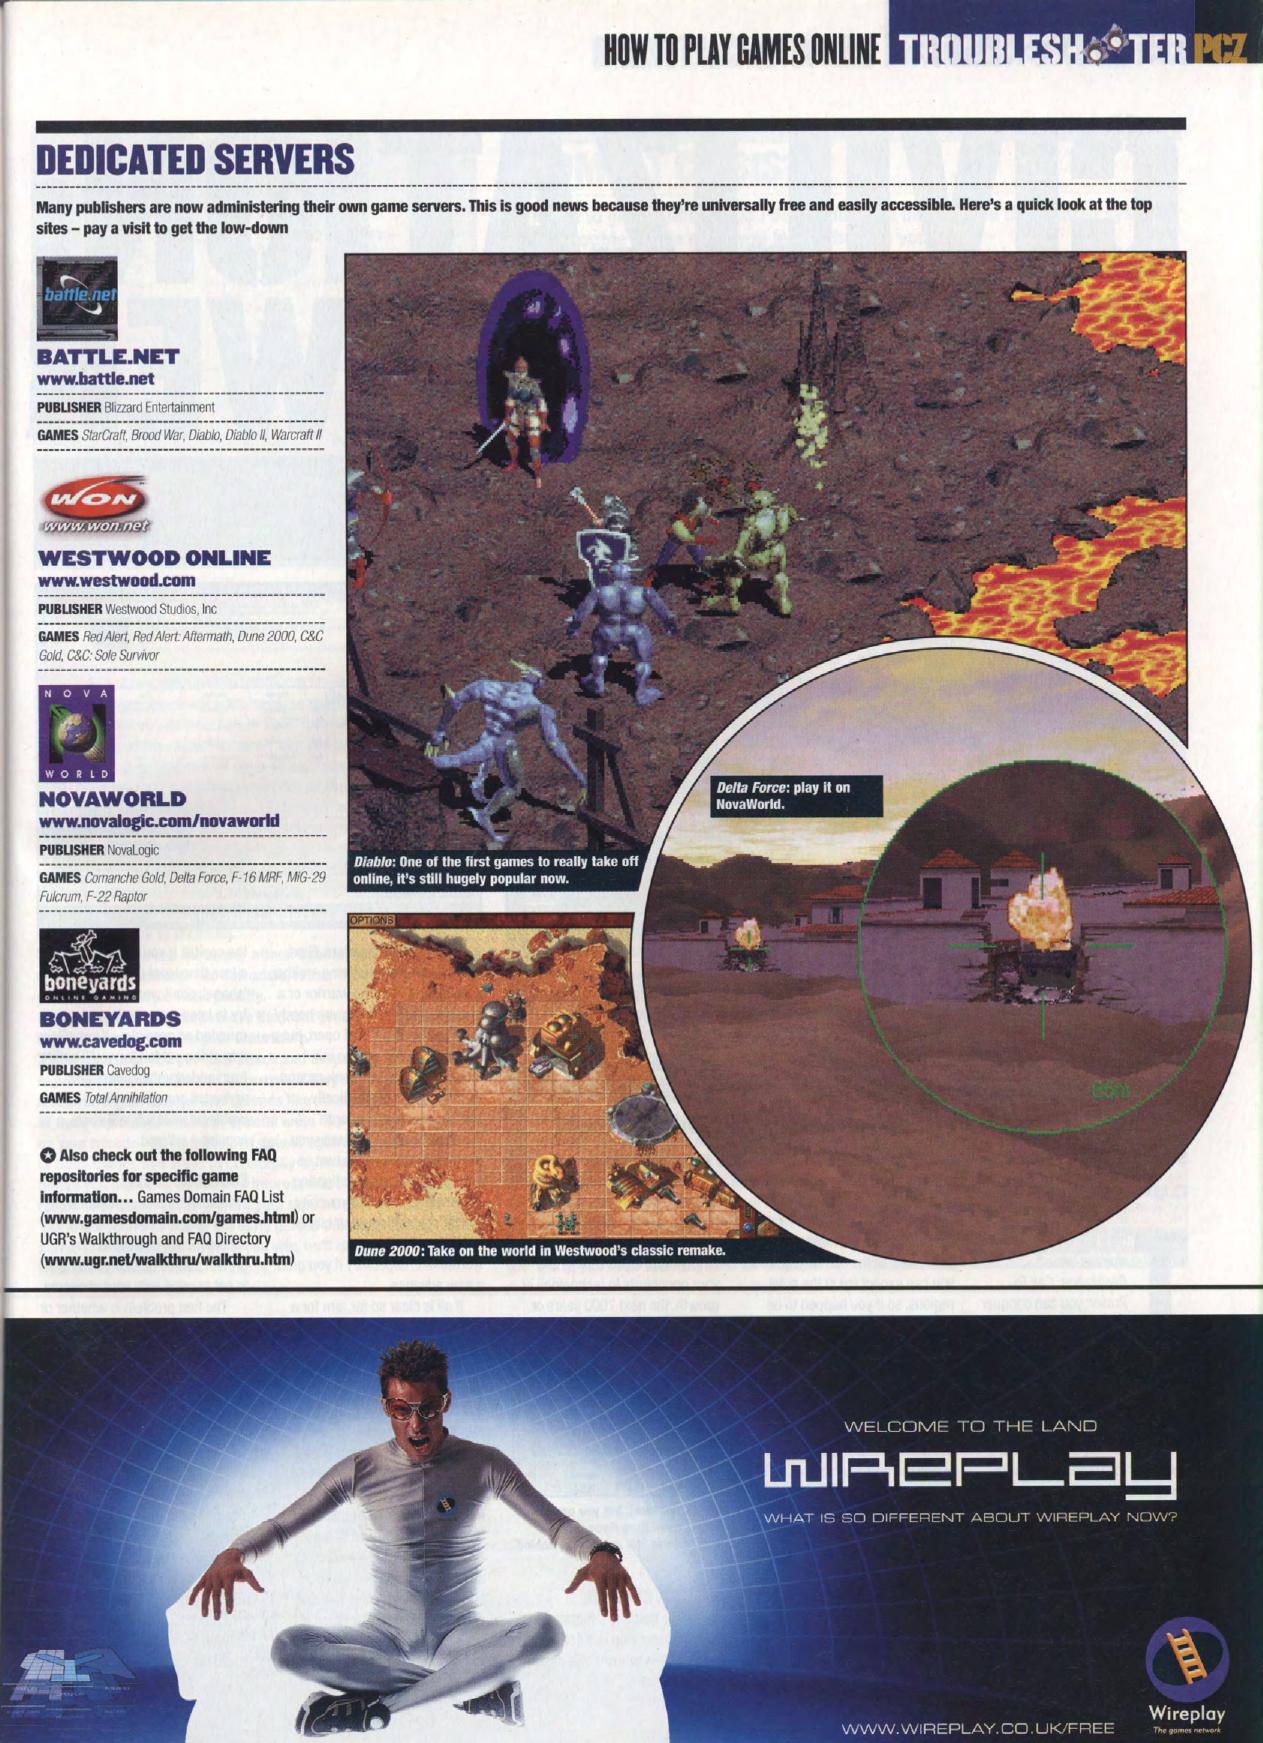 HOW TO PLAY GAMES ONLINE TROUBLESHOOTER PCZ
DEDICATED SERVERS
Many publishers are now administering their own game servers. This is good news because they're universally free and easily accessible. Here's a quick look at the top
sites – pay a visit to get the low-down
battle.net
BATTLE.NET
www.battle.net
PUBLISHER Blizzard Entertainment
GAMES StarCraft, Brood War, Diablo, Diablo II, Warcraft II
WON
www.won.net
WESTWOOD ONLINE
www.westwood.com
PUBLISHER Westwood Studios, Inc
GAMES Red Alert, Red Alert: Aftermath, Dune 2000, C&C
Gold, C&C: Sole Survivor
NOVA
WORLD
NOVAWORLD
www.novalogic.com/novaworld
PUBLISHER NovaLogic
GAMES Comanche Gold, Delta Force, F-16 MRF, MiG-29
Fulcrum, F-22 Raptor
boneyards
ONLINE GAMING
BONEYARDS
www.cavedog.com
PUBLISHER Cavedog
GAMES Total Annihilation
Also check out the following FAQ
repositories for specific game
information... Games Domain FAQ List
(www.gamesdomain.com/games.html) or
UGR's Walkthrough and FAQ Directory
(www.ugr.net/walkthru/walkthru.htm)
Diablo: One of the first games to really take off
online, it's still hugely popular now.
Delta Force: play it on
NovaWorld.
66m
OPTIONS
Dune 2000: Take on the world in Westwood's classic remake.
WELCOME TO THE LAND
WIREPLAY
WHAT IS SO DIFFERENT ABOUT WIREPLAY NOW?
WWW.WIREPLAY.CO.UK/FREE
Wireplay
The games network